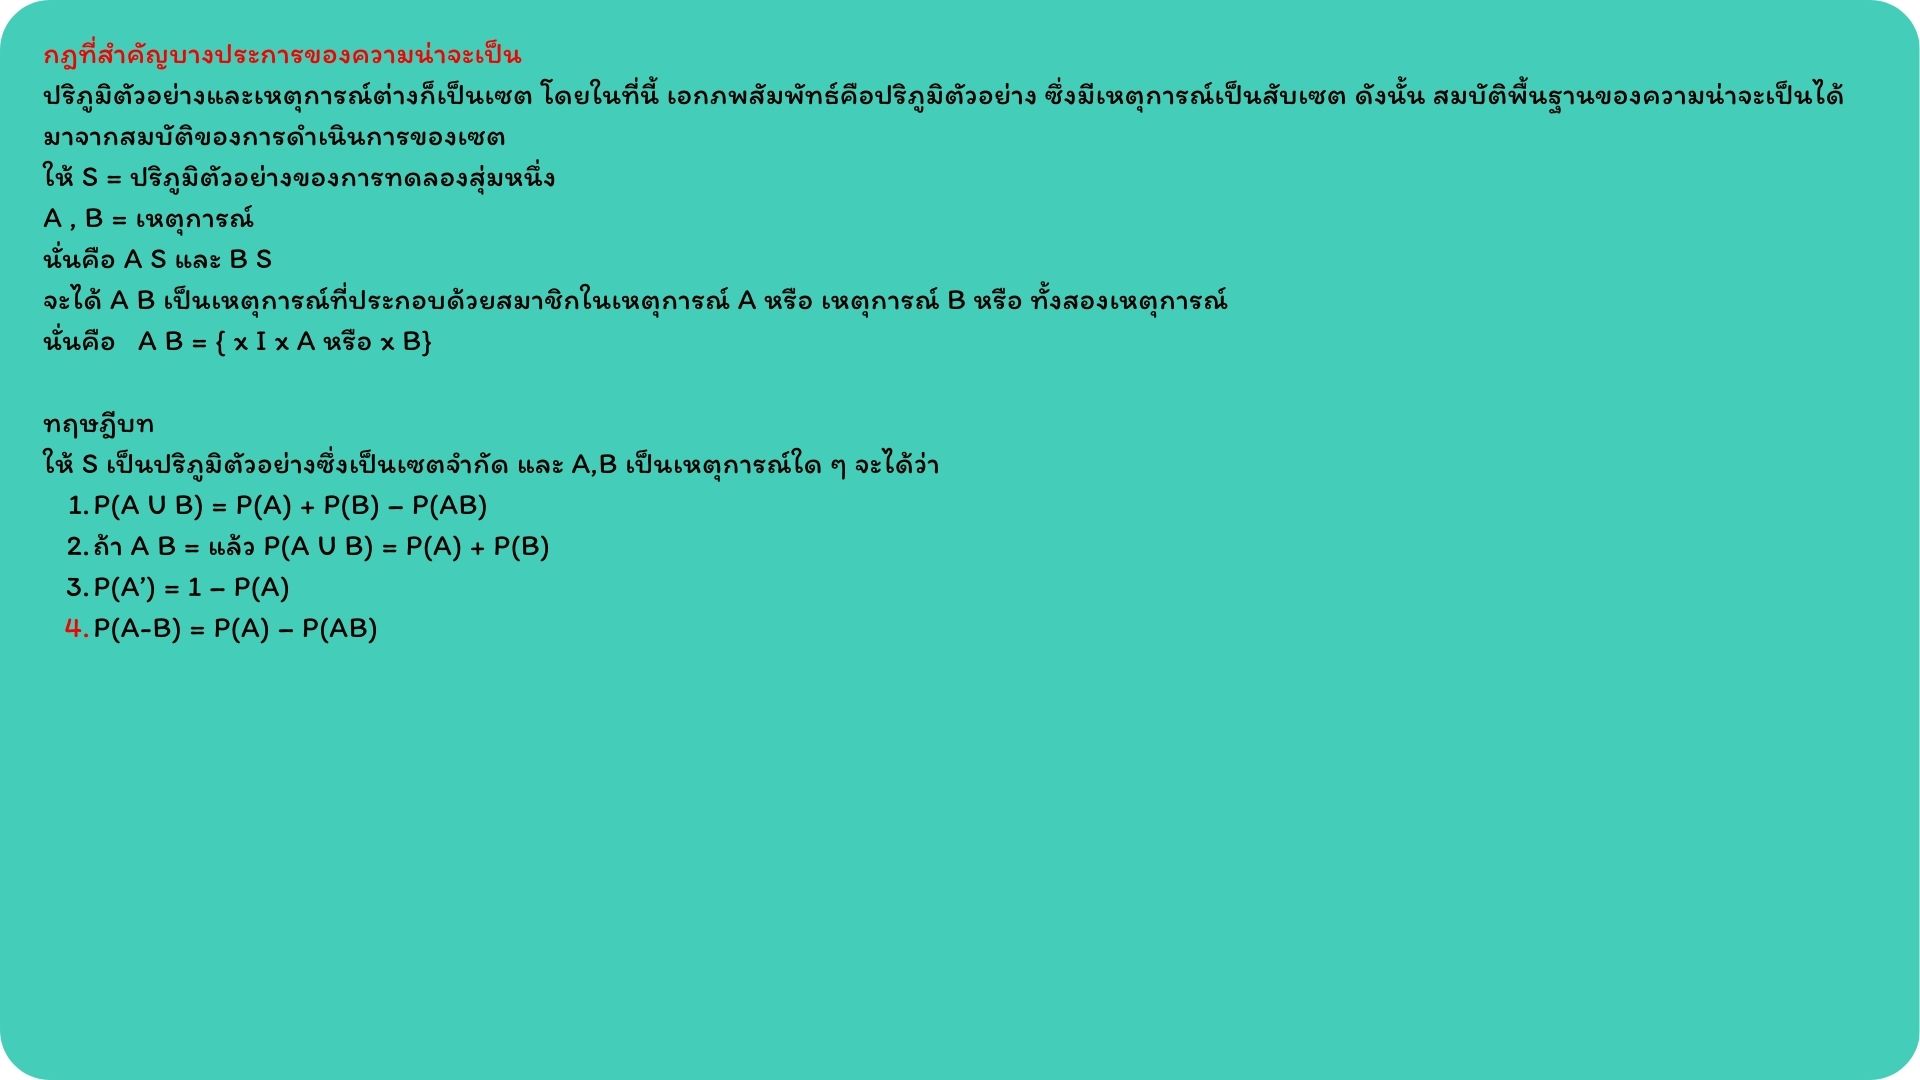 กฎที่สำคัญบางประการของความน่าจะเป็น
ปริภูมิตัวอย่างและเหตุการณ์ต่างก็เป็นเซต โดยในที่นี้ เอกภพสัมพัทธ์คือปริภูมิตัวอย่าง ซึ่งมีเหตุการณ์เป็นสับเซต ดังนั้น สมบัติพื้นฐานของความน่าจะเป็นได้
มาจากสมบัติของการดำเนินการของเซต
ให้ S = ปริภูมิตัวอย่างของการทดลองสุ่มหนึ่ง
A , B = เหตุการณ์
นั่นคือ A S และ B S
จะได้ A B เป็นเหตุการณ์ที่ประกอบด้วยสมาชิกในเหตุการณ์ A หรือ เหตุการณ์ B หรือ ทั้งสองเหตุการณ์
นั่นคือ A B = { x I x A หรือ x B}
ทฤษฎีบท
ให้ S เป็นปริภูมิตัวอย่างซึ่งเป็นเซตจำกัด และ A,B เป็นเหตุการณ์ใด ๆ จะได้ว่า
1. P(A U B) = P(A) + P(B) – P(AB)
2. ถ้า A B = แล้ว P(A U B) = P(A) + P(B)
3. P(A’) = 1 – P(A)
4. P(A-B) = P(A) – P(AB)